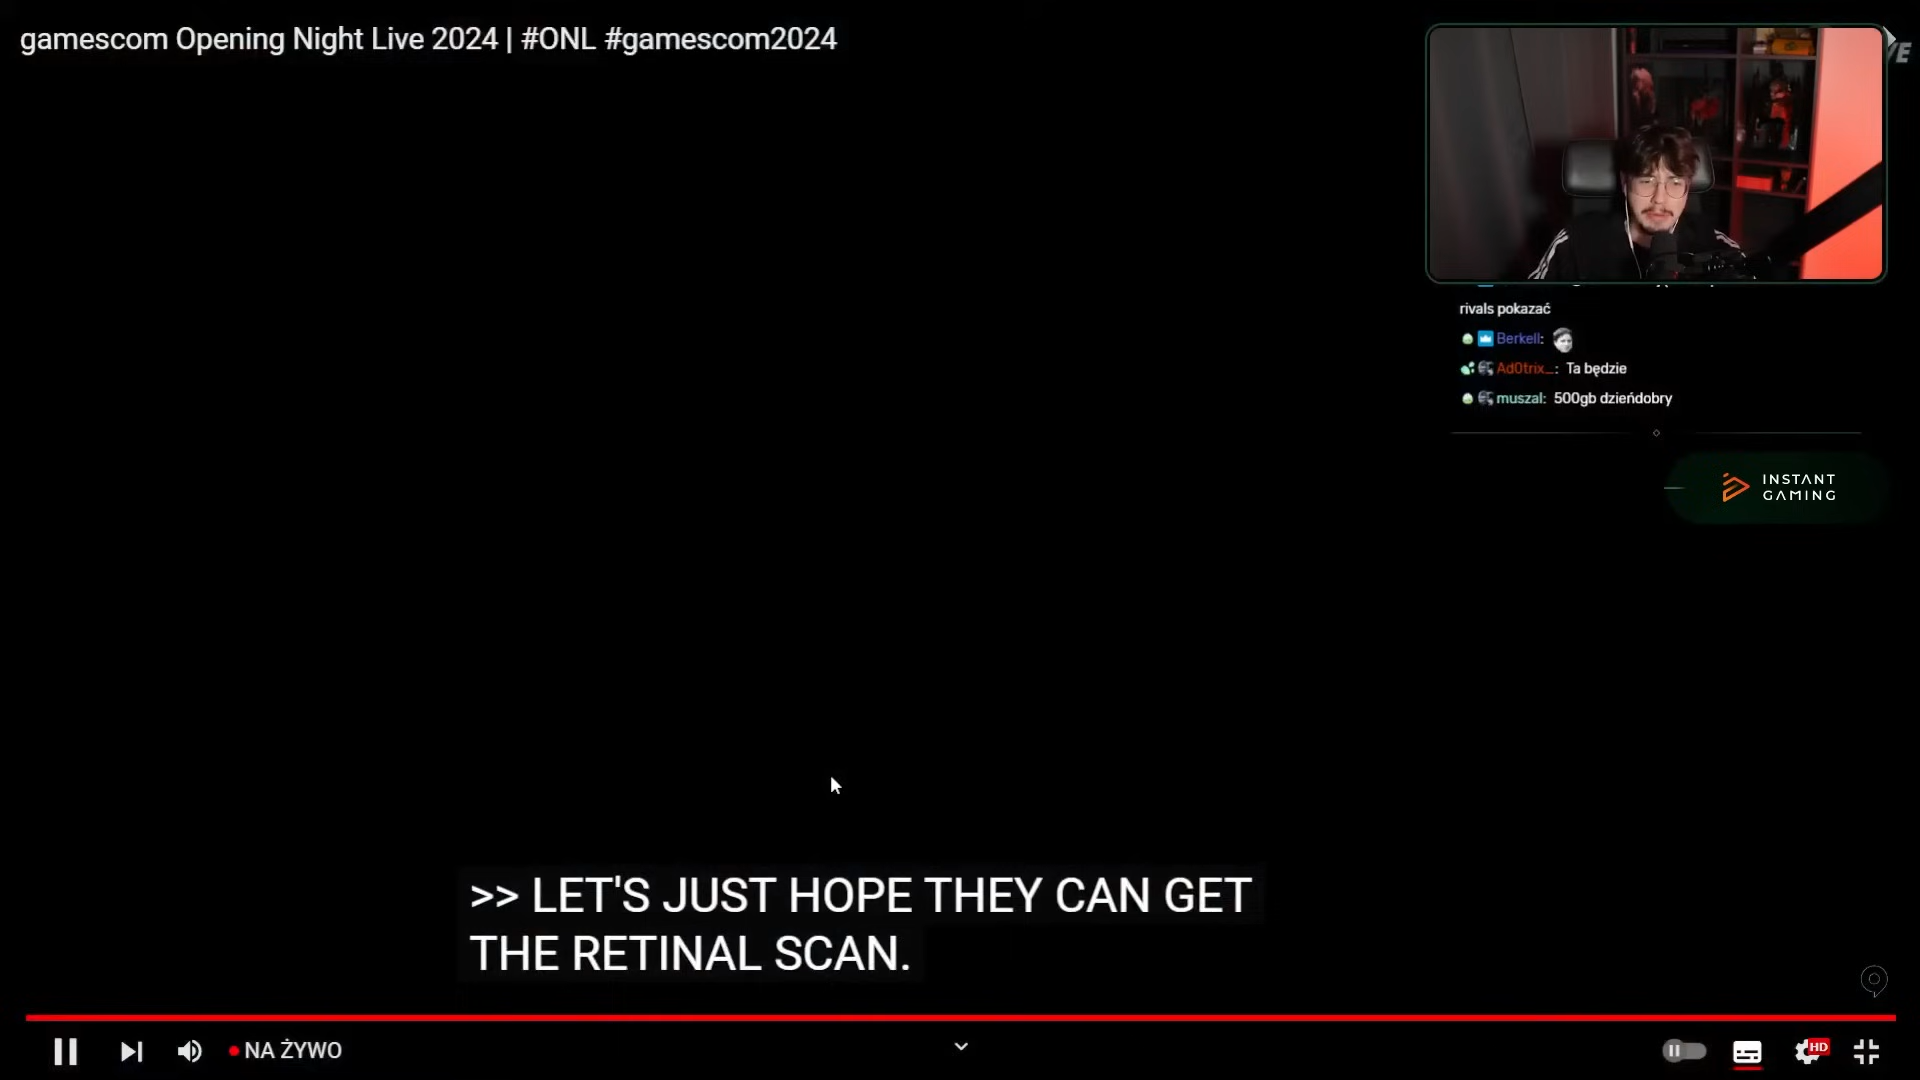 gamescom Opening Night Live 2024 | #ONL #gamescom2024
VE
rivals pokazać
Berkell:
Ad0trix_: Ta będzie
muszal: 500gb dzieńdobry
INSTANT
GAMING
>> LET'S JUST HOPE THEY CAN GET
THE RETINAL SCAN.
NA ŻYWO
HD